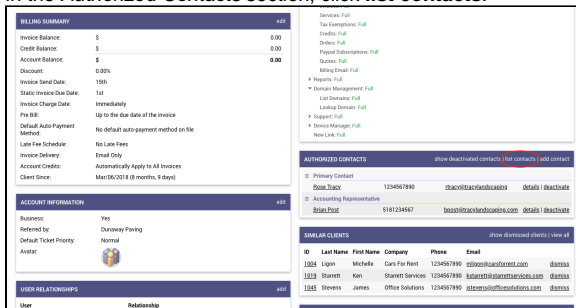 In the Authorized Contacts section, click list contacts.
BILLING SUMMARY edit
Invoice Balance: $ 0.00
Credit Balance: $ 0.00
Account Balance: $ 0.00
Discount: 0.00%
Invoice Send Date: 15th
Static Invoice Due Date: 1st
Invoice Charge Date: Immediately
Pre Bill: Up to the due date of the invoice
Default Auto-Payment Method: No default auto-payment method on file
Late Fee Schedule: No Late Fees
Invoice Delivery: Email Only
Account Credits: Automatically Apply to All Invoices
Client Since: Mar/06/2018 (8 months, 9 days)
ACCOUNT INFORMATION edit
Business: Yes
Referred by: Dunaway Paving
Default Ticket Priority: Normal
Avatar:
USER RELATIONSHIPS add
User Relationship
Services: Full
Tax Exemptions: Full
Credits: Full
Orders: Full
Paypal Subscriptions: Full
Quotes: Full
Billing Email: Full
Reports: Full
Domain Management: Full
List Domains: Full
Lookup Domain: Full
Support: Full
Device Manager Full
New Link: Full
AUTHORIZED CONTACTS show deactivated contacts | list contacts | add contact
Primary Contact
Rose Tracy 1234567890 rtracy@tracylandscaping details | deactivate
Accounting Representative
Brian Post 5181234567 bpost@tracylandscaping.com details | deactivate
SIMILAR CLIENTS show dismissed clients | view all
ID Last Name First Name Company Phone Email
1004 Ligon Michelle Cars For Rent 1234567890 mligon@carsforrent.com dismiss
1019 Starrett Ken Starrett Services 1234567890 kstarrett@starrettservices.com dismiss
1045 Stevens James Office Solutions 1234567890 jstevens@officesolutions.com dismiss